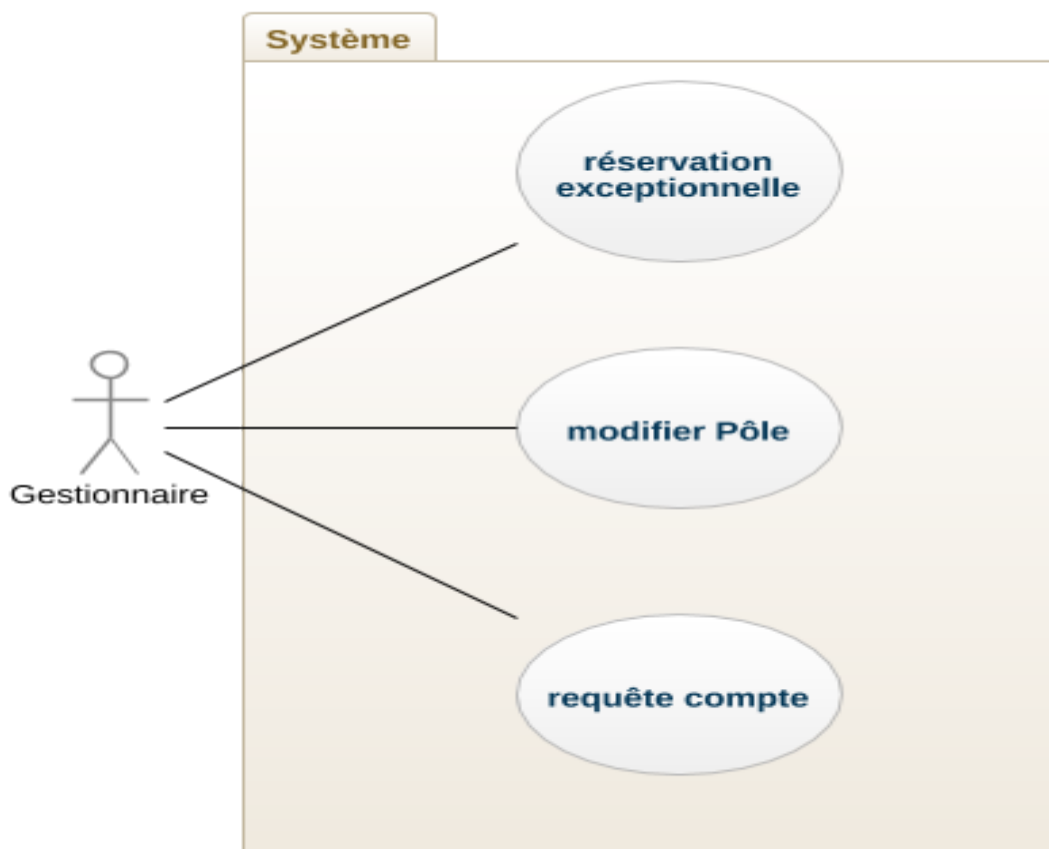 Système
réservation
exceptionnelle
modifier Pôle
Gestionnaire
requête compte